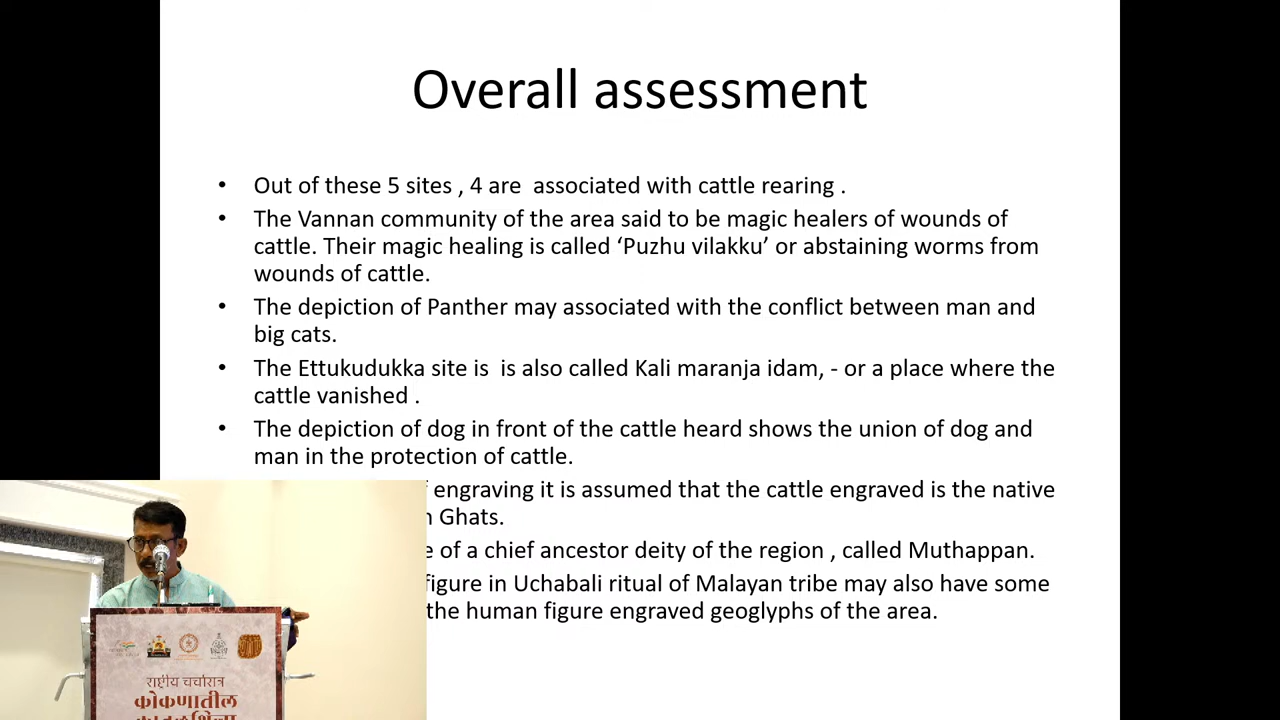 Overall assessment
• Out of these 5 sites , 4 are  associated with cattle rearing .
• The Vannan community of the area said to be magic healers of wounds of
cattle. Their magic healing is called ‘Puzhu vilakku’ or abstaining worms from
wounds of cattle.
• The depiction of Panther may associated with the conflict between man and
big cats.
• The Ettukudukka site is  is also called Kali maranja idam, - or a place where the
cattle vanished .
• The depiction of dog in front of the cattle heard shows the union of dog and
man in the protection of cattle.
engraving it is assumed that the cattle engraved is the native
Ghats.
of a chief ancestor deity of the region , called Muthappan.
figure in Uchabali ritual of Malayan tribe may also have some
the human figure engraved geoglyphs of the area.
राष्ट्रीय चर्चासत्र
कोकणातील